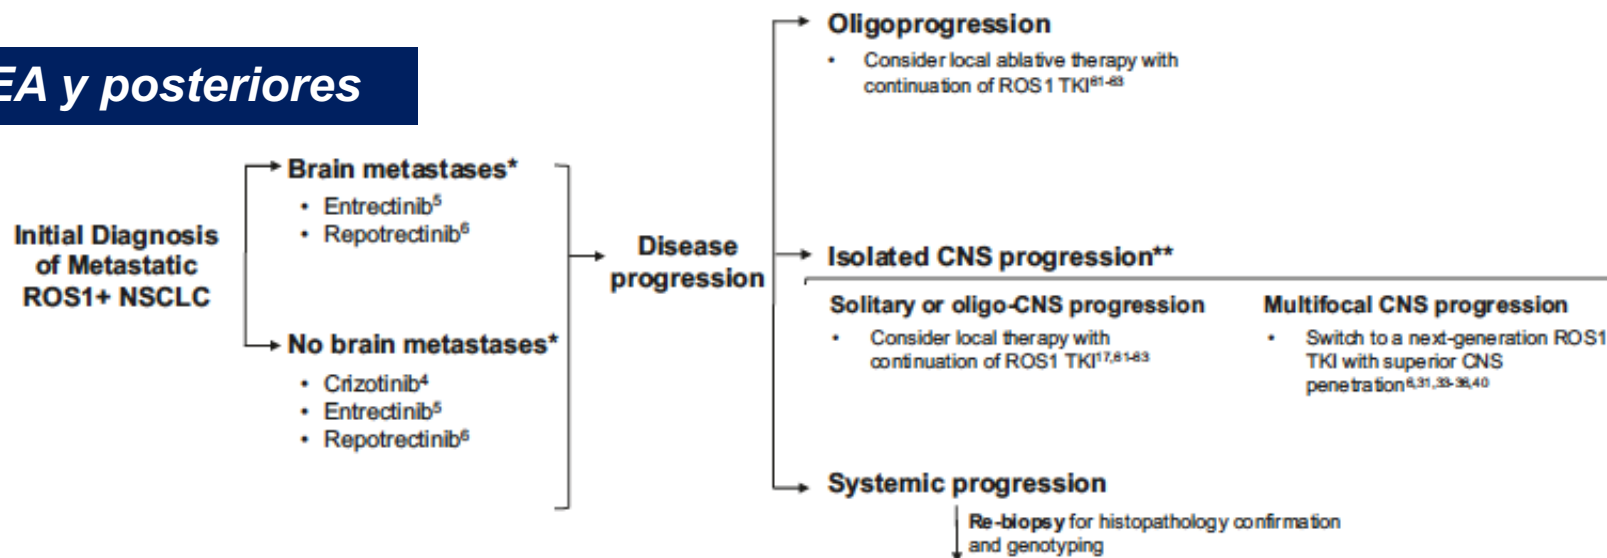 EA y posteriores
Initial Diagnosis
of Metastatic
ROS1+ NSCLC
Brain metastases*
• Entrectinib⁵
• Repotrectinib⁶
No brain metastases*
• Crizotinib⁴
• Entrectinib⁵
• Repotrectinib⁶
Disease
progression
Oligoprogression
• Consider local ablative therapy with
continuation of ROS1 TKI⁶¹⁻⁶³
Isolated CNS progression**
Solitary or oligo-CNS progression
• Consider local therapy with
continuation of ROS1 TKI¹⁷,⁶¹⁻⁶³
Multifocal CNS progression
• Switch to a next-generation ROS1
TKI with superior CNS
penetration⁶,³¹,³³⁻³⁶,⁴⁰
Systemic progression
Re-biopsy for histopathology confirmation
and genotyping